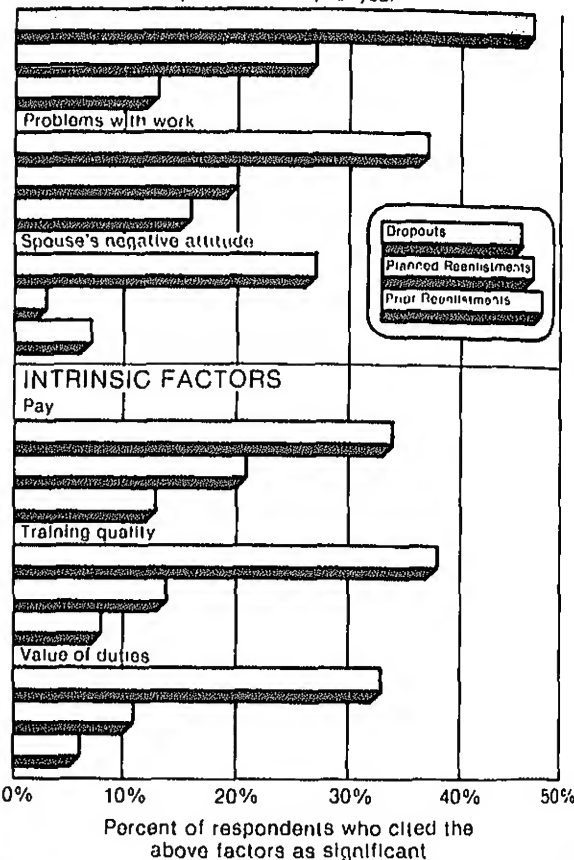 year
Problems with work
Spouse's negative attitude
Dropouts
Planned Reenlistments
Prior Reenlistments
INTRINSIC FACTORS
Pay
Training quality
Value of duties
0% 10% 20% 30% 40% 50%
Percent of respondents who cited the
above factors as significant